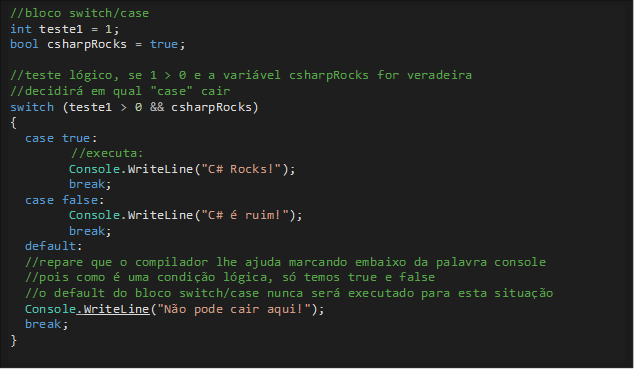 //bloco switch/case
int teste1 = 1;
bool csharpRocks = true;
//teste lógico, se 1 > 0 e a variável csharpRocks for veradeira
//decidirá em qual "case" cair
switch (teste1 > 0 && csharpRocks)
{
case true:
//executa:
Console.WriteLine("C# Rocks!");
break;
case false:
Console.WriteLine("C# é ruim!");
break;
default:
//repare que o compilador lhe ajuda marcando embaixo da palavra console
//pois como é uma condição lógica, só temos true e false
//o default do bloco switch/case nunca será executado para esta situação
Console.WriteLine("Não pode cair aqui!");
break;
}